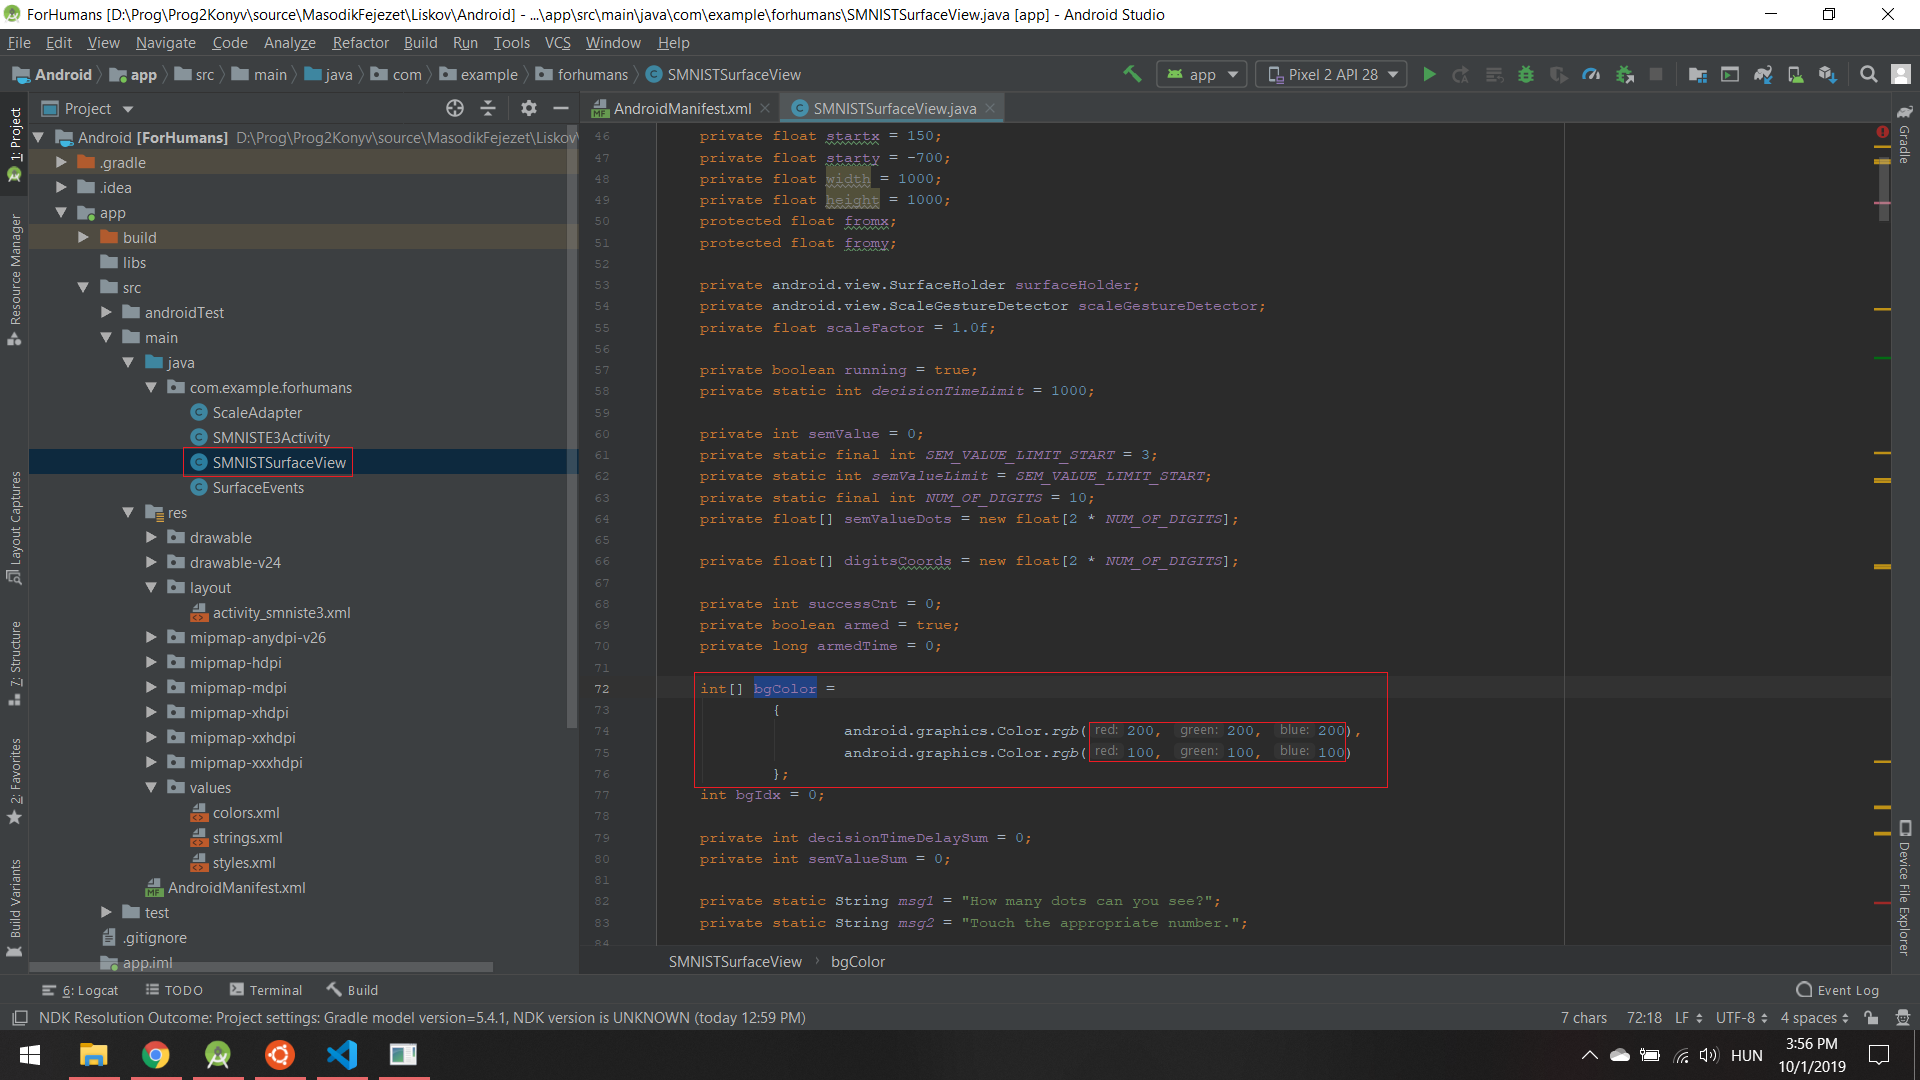 ForHumans [D:\Prog\Prog2Konyv\source\MasodikFejezet\Liskov\Android] - ...\app\src\main\java\com\example\forhumans\SMNISTSurfaceView.java [app] - Android Studio
File Edit View Navigate Code Analyze Refactor Build Run Tools VCS Window Help
Android app src main java com example forhumans SMNISTSurfaceView app Pixel 2 API 28
Project
AndroidManifest.xml SMNISTSurfaceView.java
1: Project
Resource Manager
Layout Captures
7: Structure
2: Favorites
Build Variants
Android [ForHumans] D:\Prog\Prog2Konyv\source\MasodikFejezet\Liskov\
.gradle
.idea
app
build
libs
src
androidTest
main
java
com.example.forhumans
ScaleAdapter
SMNISTE3Activity
SMNISTSurfaceView
SurfaceEvents
res
drawable
drawable-v24
layout
activity_smniste3.xml
mipmap-anydpi-v26
mipmap-hdpi
mipmap-mdpi
mipmap-xhdpi
mipmap-xxhdpi
mipmap-xxxhdpi
values
colors.xml
strings.xml
styles.xml
AndroidManifest.xml
test
.gitignore
app.iml
46 private float startx = 150;
47 private float starty = -700;
48 private float width = 1000;
49 private float height = 1000;
50 protected float fromx;
51 protected float fromy;
52
53 private android.view.SurfaceHolder surfaceHolder;
54 private android.view.ScaleGestureDetector scaleGestureDetector;
55 private float scaleFactor = 1.0f;
56
57 private boolean running = true;
58 private static int decisionTimeLimit = 1000;
59
60 private int semValue = 0;
61 private static final int SEM_VALUE_LIMIT_START = 3;
62 private static int semValueLimit = SEM_VALUE_LIMIT_START;
63 private static final int NUM_OF_DIGITS = 10;
64 private float[] semValueDots = new float[2 * NUM_OF_DIGITS];
65
66 private float[] digitsCoords = new float[2 * NUM_OF_DIGITS];
67
68 private int successCnt = 0;
69 private boolean armed = true;
70 private long armedTime = 0;
71
72 int[] bgColor =
73 {
74 android.graphics.Color.rgb( red: 200, green: 200, blue: 200),
75 android.graphics.Color.rgb( red: 100, green: 100, blue: 100)
76 };
77 int bgIdx = 0;
78
79 private int decisionTimeDelaySum = 0;
80 private int semValueSum = 0;
81
82 private static String msg1 = "How many dots can you see?";
83 private static String msg2 = "Touch the appropriate number.";
84
SMNISTSurfaceView › bgColor
Gradle
Device File Explorer
6: Logcat TODO Terminal Build Event Log
NDK Resolution Outcome: Project settings: Gradle model version=5.4.1, NDK version is UNKNOWN (today 12:59 PM) 7 chars 72:18 LF UTF-8 4 spaces
HUN 3:56 PM
10/1/2019